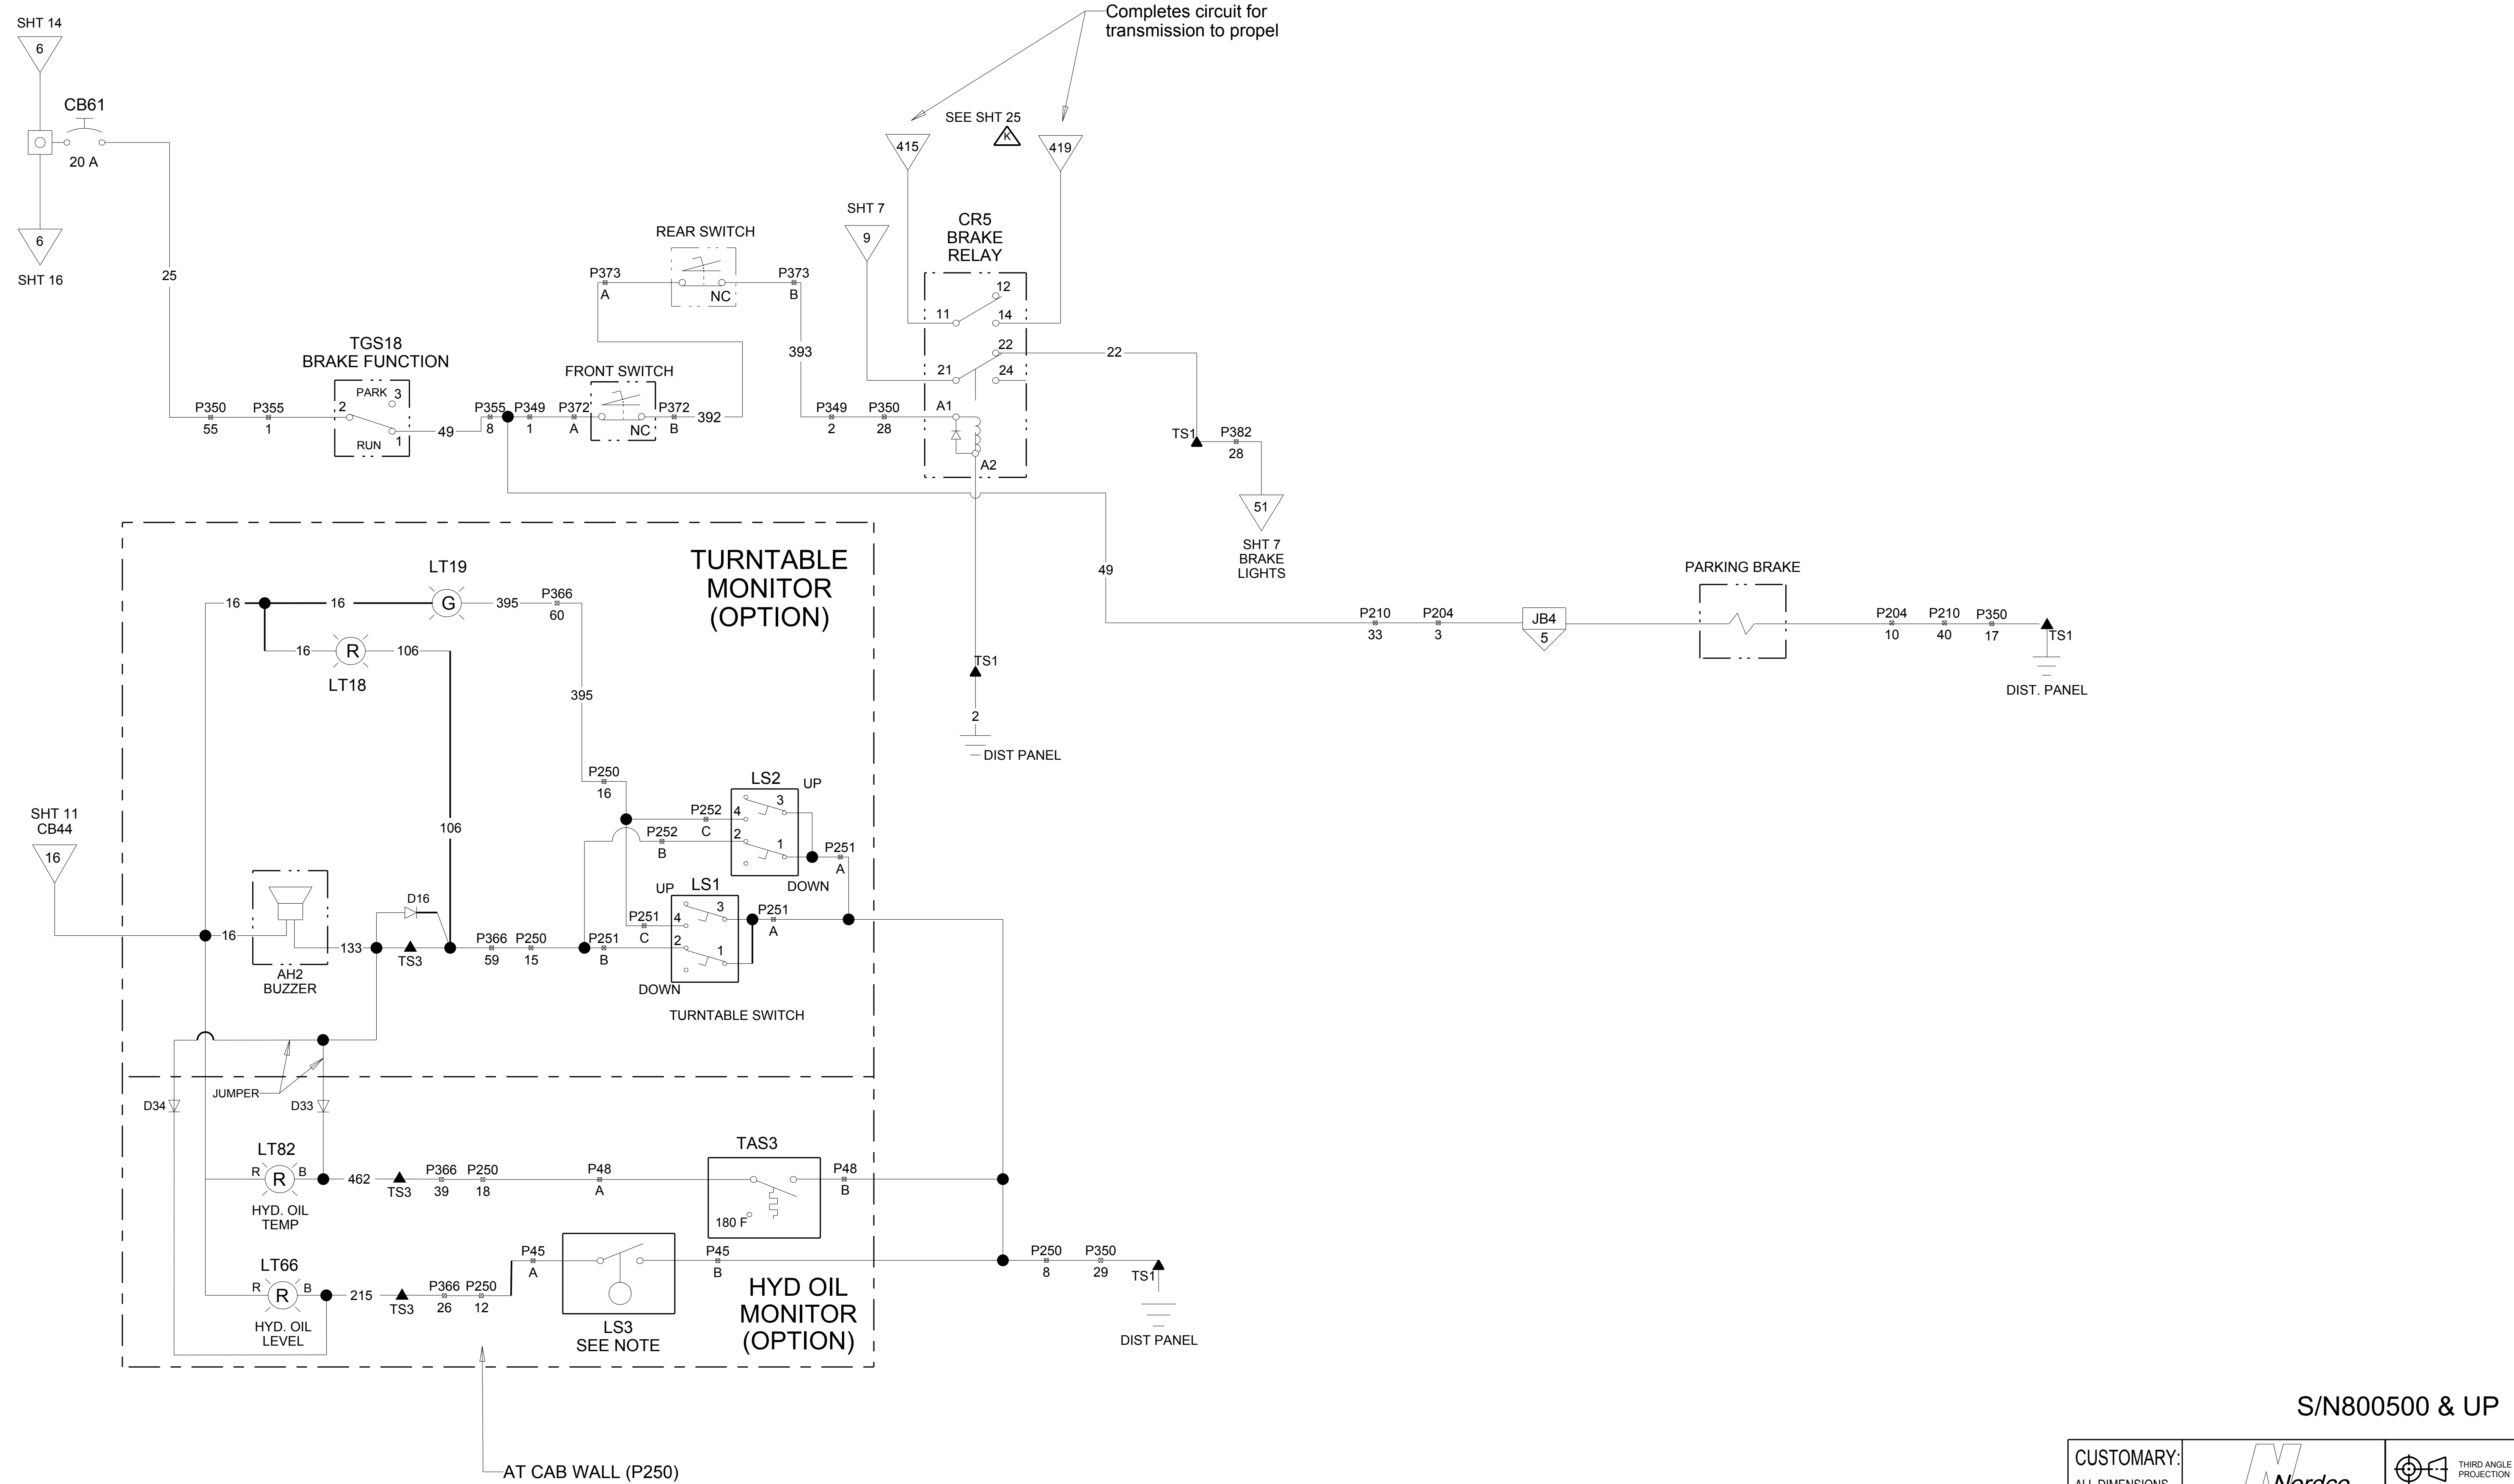 SHT 14
6
CB61
20 A
6
SHT 16
25
Completes circuit for
transmission to propel
SEE SHT 25
K
415
419
SHT 7
9
CR5
BRAKE
RELAY
12
11
14
22
21
24
A1
A2
REAR SWITCH
P373
A
NC
P373
B
393
TGS18
BRAKE FUNCTION
PARK
3
2
RUN
1
P350
55
P355
1
49
P355
8
P349
1
FRONT SWITCH
P372
A
NC
P372
B
392
P349
2
P350
28
22
TS1
P382
28
51
SHT 7
BRAKE
LIGHTS
49
TS1
2
DIST PANEL
PARKING BRAKE
P210
33
P204
3
JB4
5
P204
10
P210
40
P350
17
TS1
DIST. PANEL
TURNTABLE
MONITOR
(OPTION)
LT19
16
16
G
395
P366
60
16
R
106
LT18
395
P250
16
106
SHT 11
CB44
16
LS2
UP
P252
C
4
3
P252
B
2
1
DOWN
P251
A
UP
LS1
P251
C
4
3
P251
A
P251
B
2
1
DOWN
TURNTABLE SWITCH
16
AH2
BUZZER
133
D16
TS3
P366
59
P250
15
JUMPER
D34
D33
LT82
R
R
B
462
TS3
P366
39
P250
18
P48
A
TAS3
180 F
P48
B
HYD. OIL
TEMP
LT66
R
R
B
215
TS3
P366
26
P250
12
P45
A
P45
B
HYD. OIL
LEVEL
LS3
SEE NOTE
HYD OIL
MONITOR
(OPTION)
P250
8
P350
29
TS1
DIST PANEL
AT CAB WALL (P250)
S/N800500 & UP
CUSTOMARY:
ALL DIMENSIONS
Nordco
THIRD ANGLE
PROJECTION